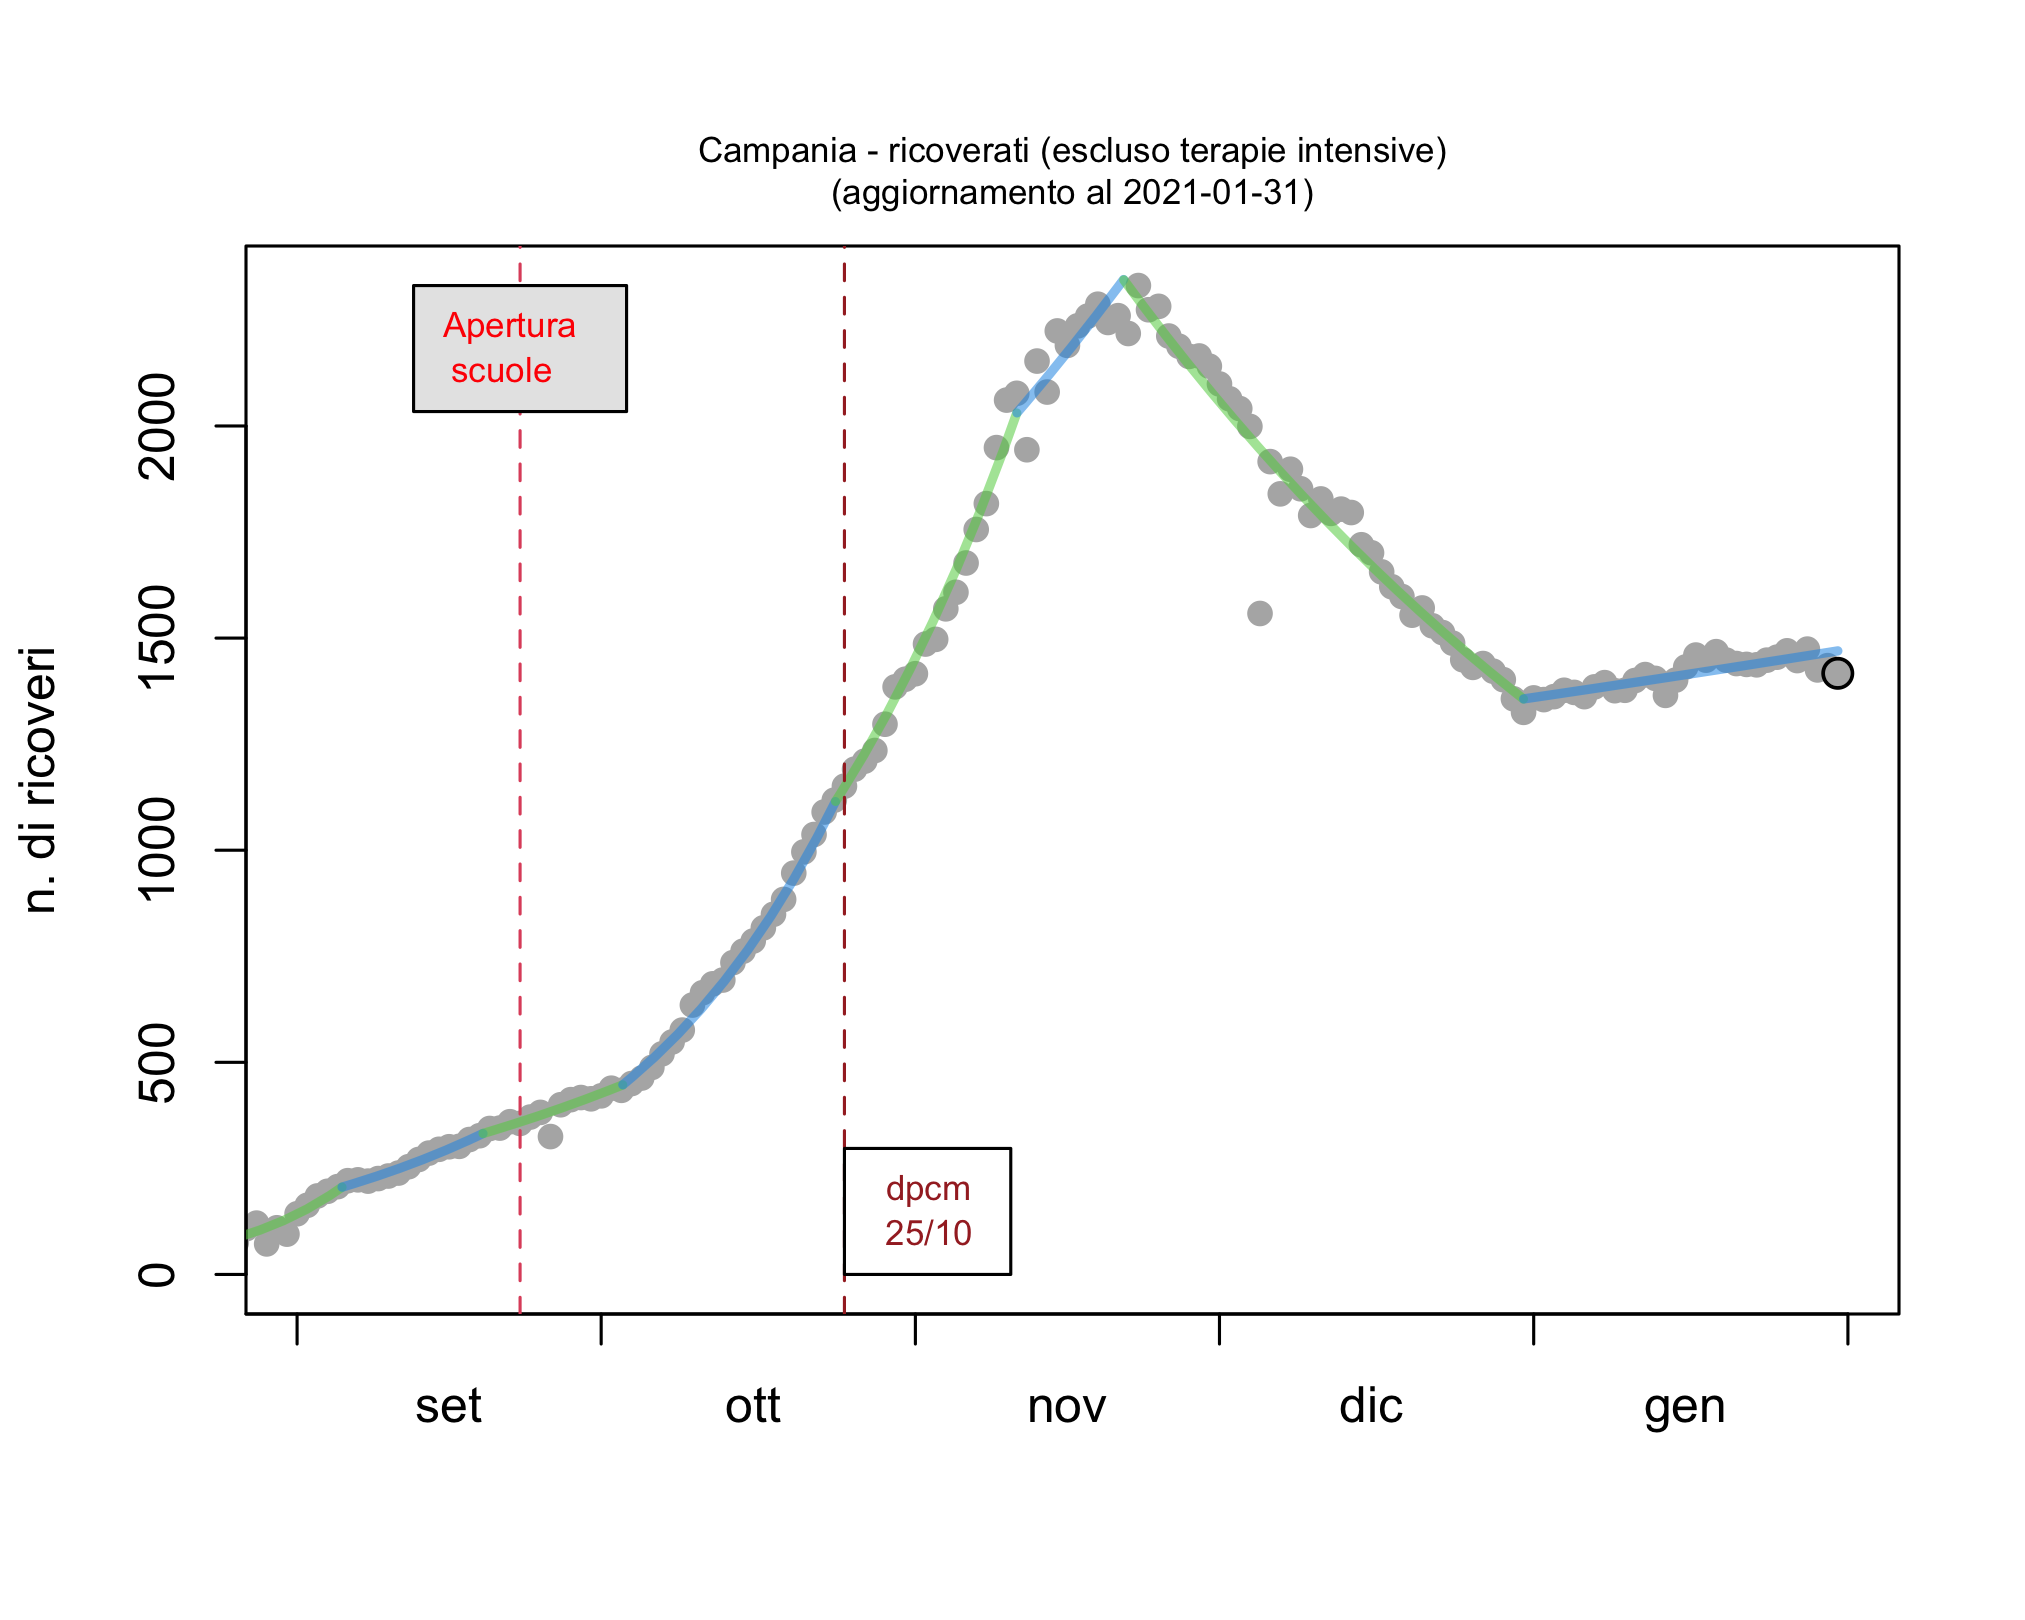 Campania - ricoverati (escluso terapie intensive)
(aggiornamento al 2021-01-31)
Apertura
scuole
n. di ricoveri
2000
1500
1000
500
0
dpcm
25/10
set
ott
nov
dic
gen